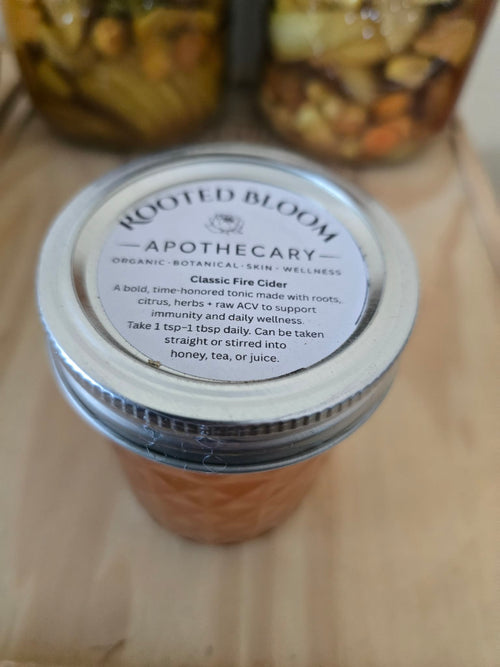 ROOTED BLOOM
APOTHECARY
ORGANIC · BOTANICAL · SKIN · WELLNESS
Classic Fire Cider
A bold, time-honored tonic made with roots,
citrus, herbs + raw ACV to support
immunity and daily wellness.
Take 1 tsp–1 tbsp daily. Can be taken
straight or stirred into
honey, tea, or juice.